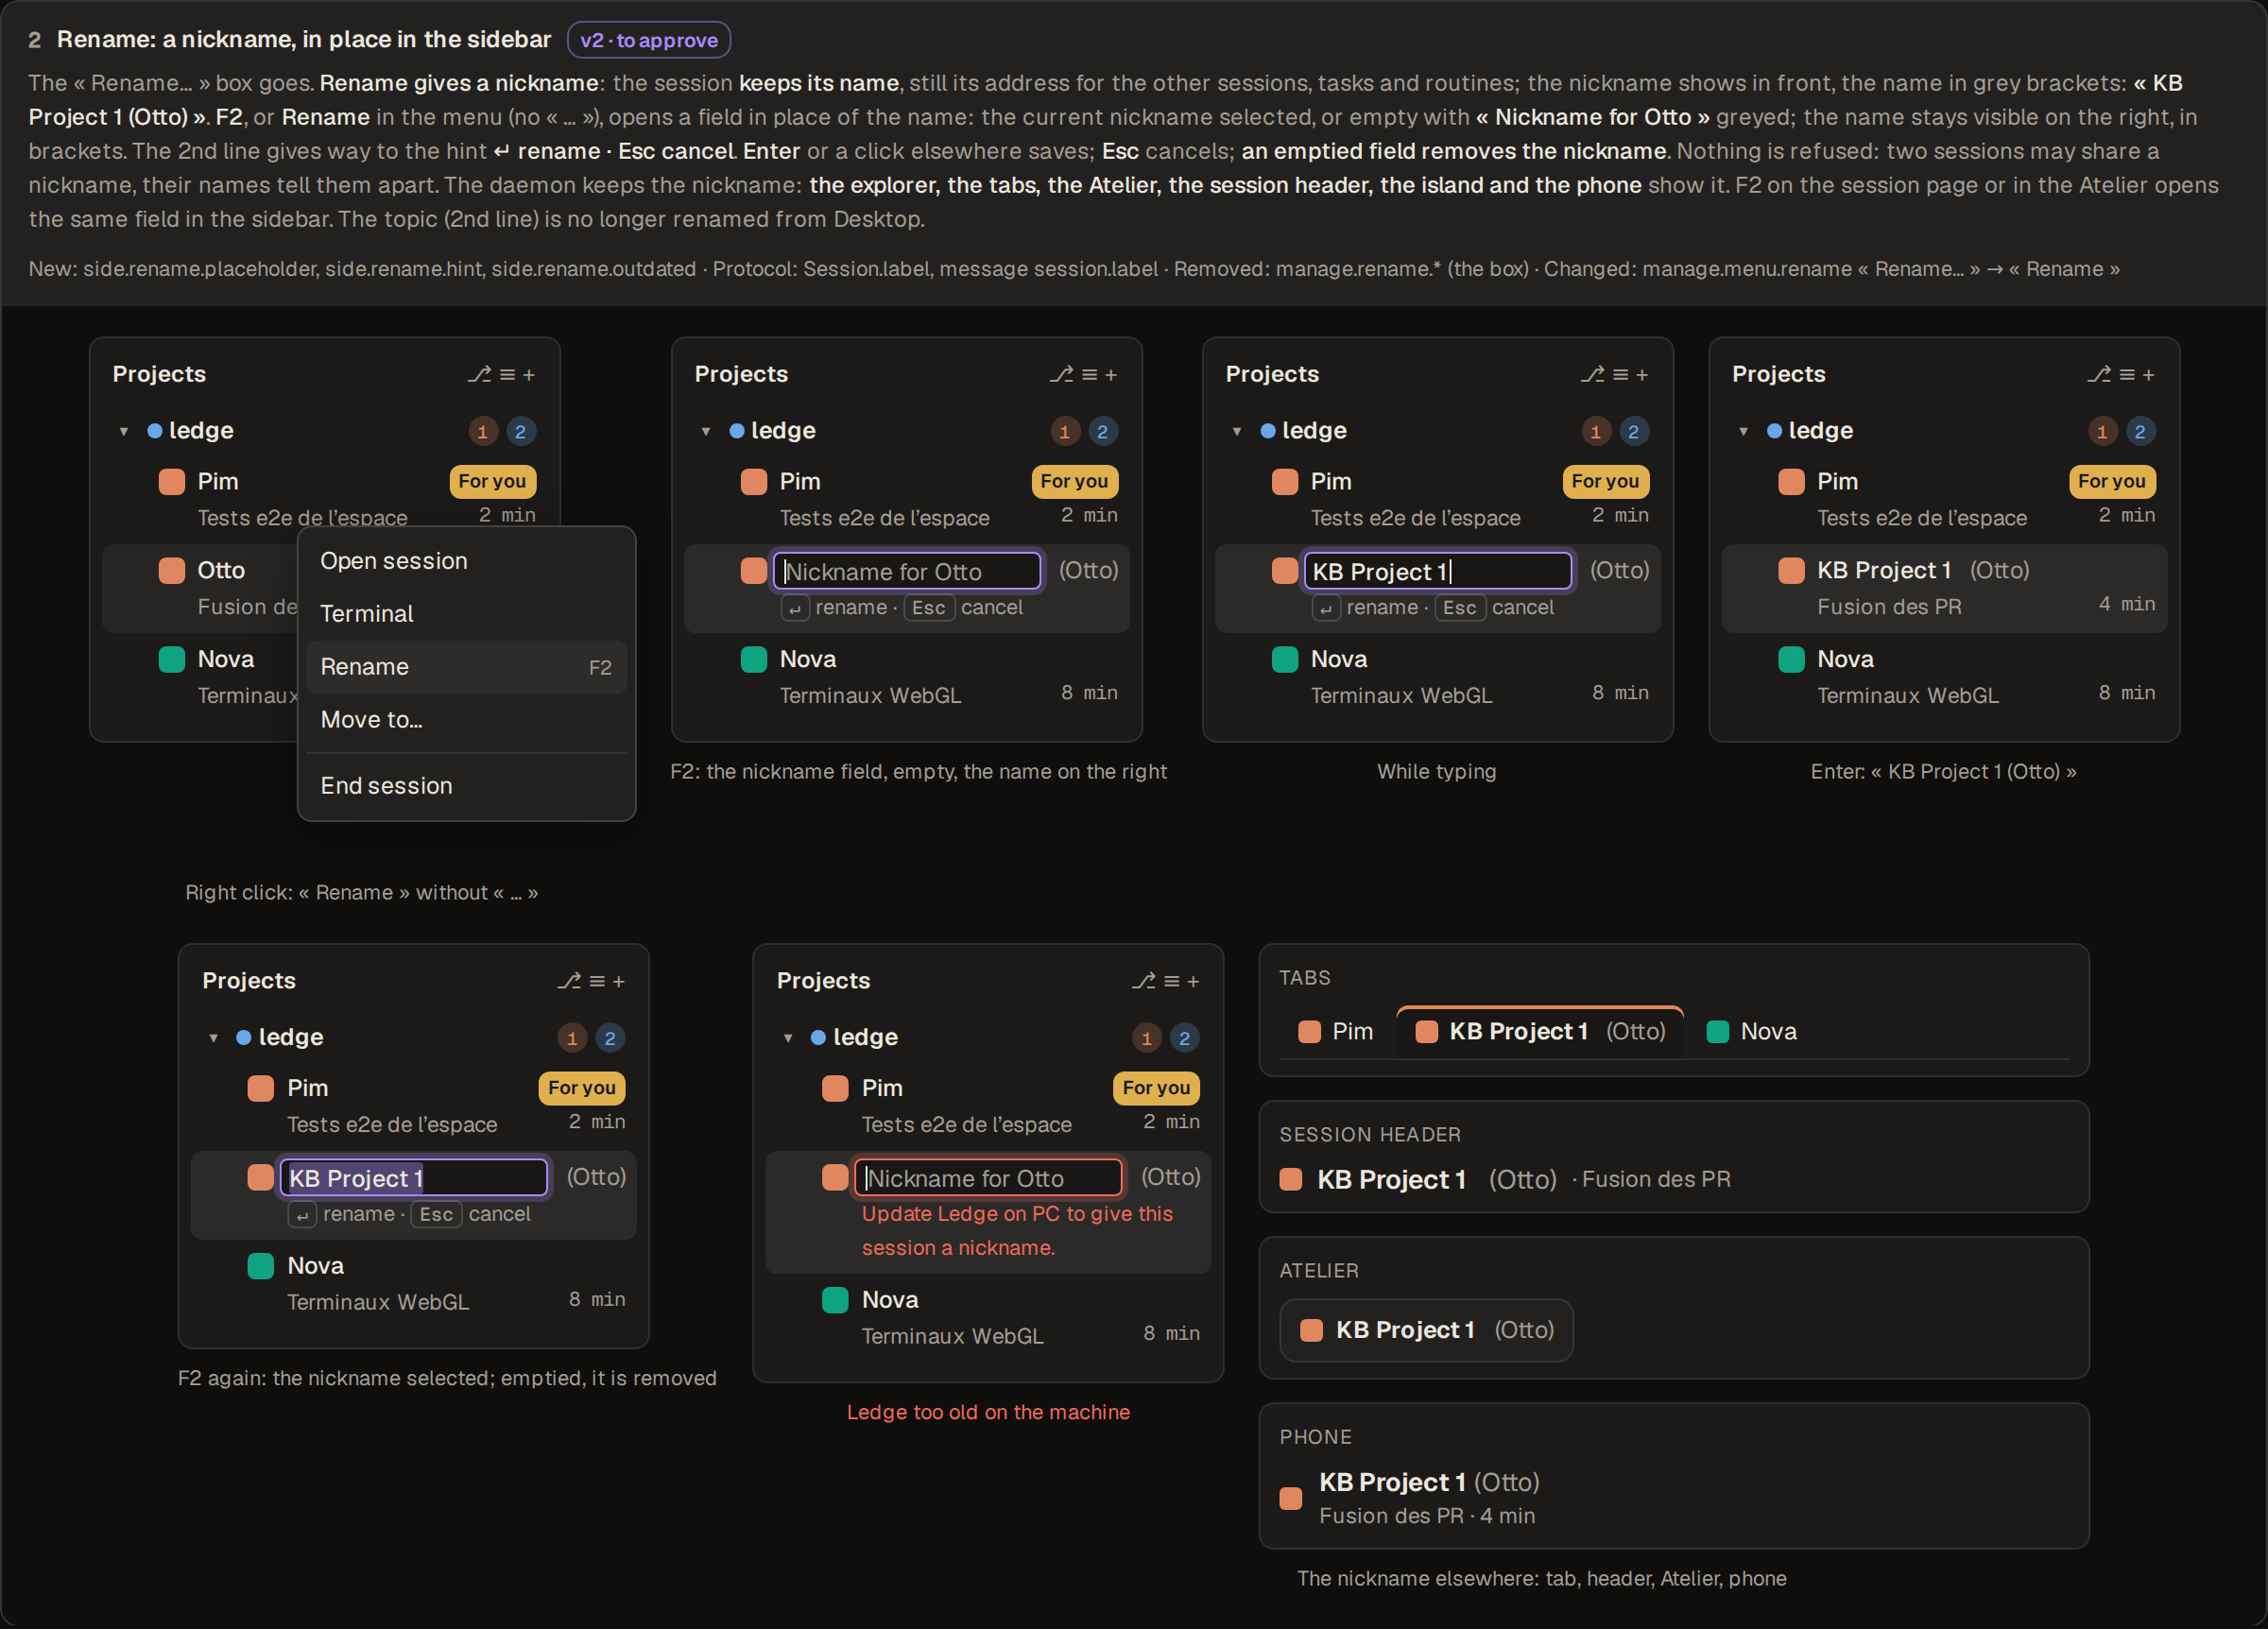 2 Rename: a nickname, in place in the sidebar v2 · to approve
The « Rename... » box goes. Rename gives a nickname: the session keeps its name, still its address for the other sessions, tasks and routines; the nickname shows in front, the name in grey brackets: « KB
Project 1 (Otto) ». F2, or Rename in the menu (no « ... »), opens a field in place of the name: the current nickname selected, or empty with « Nickname for Otto » greyed; the name stays visible on the right, in
brackets. The 2nd line gives way to the hint ↵ rename · Esc cancel. Enter or a click elsewhere saves; Esc cancels; an emptied field removes the nickname. Nothing is refused: two sessions may share a
nickname, their names tell them apart. The daemon keeps the nickname: the explorer, the tabs, the Atelier, the session header, the island and the phone show it. F2 on the session page or in the Atelier opens
the same field in the sidebar. The topic (2nd line) is no longer renamed from Desktop.
New: side.rename.placeholder, side.rename.hint, side.rename.outdated · Protocol: Session.label, message session.label · Removed: manage.rename.* (the box) · Changed: manage.menu.rename « Rename... » → « Rename »
Projects
ledge 1 2
Pim For you
Tests e2e de l'espace 2 min
Otto
Fusion de
Nova
Terminaux
Open session
Terminal
Rename F2
Move to...
End session
Right click: « Rename » without « ... »
Projects
ledge 1 2
Pim For you
Tests e2e de l'espace 2 min
Nickname for Otto (Otto)
↵ rename · Esc cancel
Nova
Terminaux WebGL 8 min
F2: the nickname field, empty, the name on the right
Projects
ledge 1 2
Pim For you
Tests e2e de l'espace 2 min
KB Project 1 (Otto)
↵ rename · Esc cancel
Nova
Terminaux WebGL 8 min
While typing
Projects
ledge 1 2
Pim For you
Tests e2e de l'espace 2 min
KB Project 1 (Otto)
Fusion des PR 4 min
Nova
Terminaux WebGL 8 min
Enter: « KB Project 1 (Otto) »
Projects
ledge 1 2
Pim For you
Tests e2e de l'espace 2 min
KB Project 1 (Otto)
↵ rename · Esc cancel
Nova
Terminaux WebGL 8 min
F2 again: the nickname selected; emptied, it is removed
Projects
ledge 1 2
Pim For you
Tests e2e de l'espace 2 min
Nickname for Otto (Otto)
Update Ledge on PC to give this
session a nickname.
Nova
Terminaux WebGL 8 min
Ledge too old on the machine
TABS
Pim KB Project 1 (Otto) Nova
SESSION HEADER
KB Project 1 (Otto) · Fusion des PR
ATELIER
KB Project 1 (Otto)
PHONE
KB Project 1 (Otto)
Fusion des PR · 4 min
The nickname elsewhere: tab, header, Atelier, phone